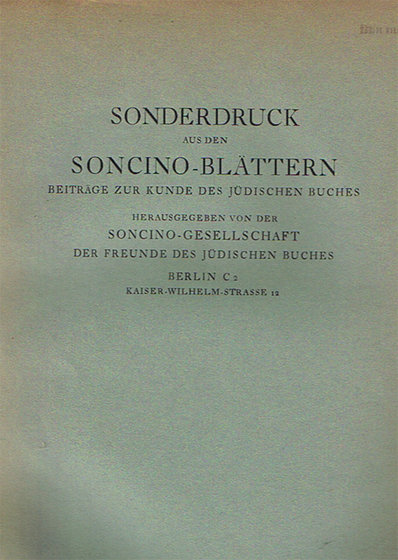 SONDERDRUCK
AUS DEN
SONCINO-BLÄTTERN
BEITRÄGE ZUR KUNDE DES JÜDISCHEN BUCHES
HERAUSGEGEBEN VON DER
SONCINO-GESELLSCHAFT
DER FREUNDE DES JÜDISCHEN BUCHES
BERLIN C 2
KAISER-WILHELM-STRASSE 12